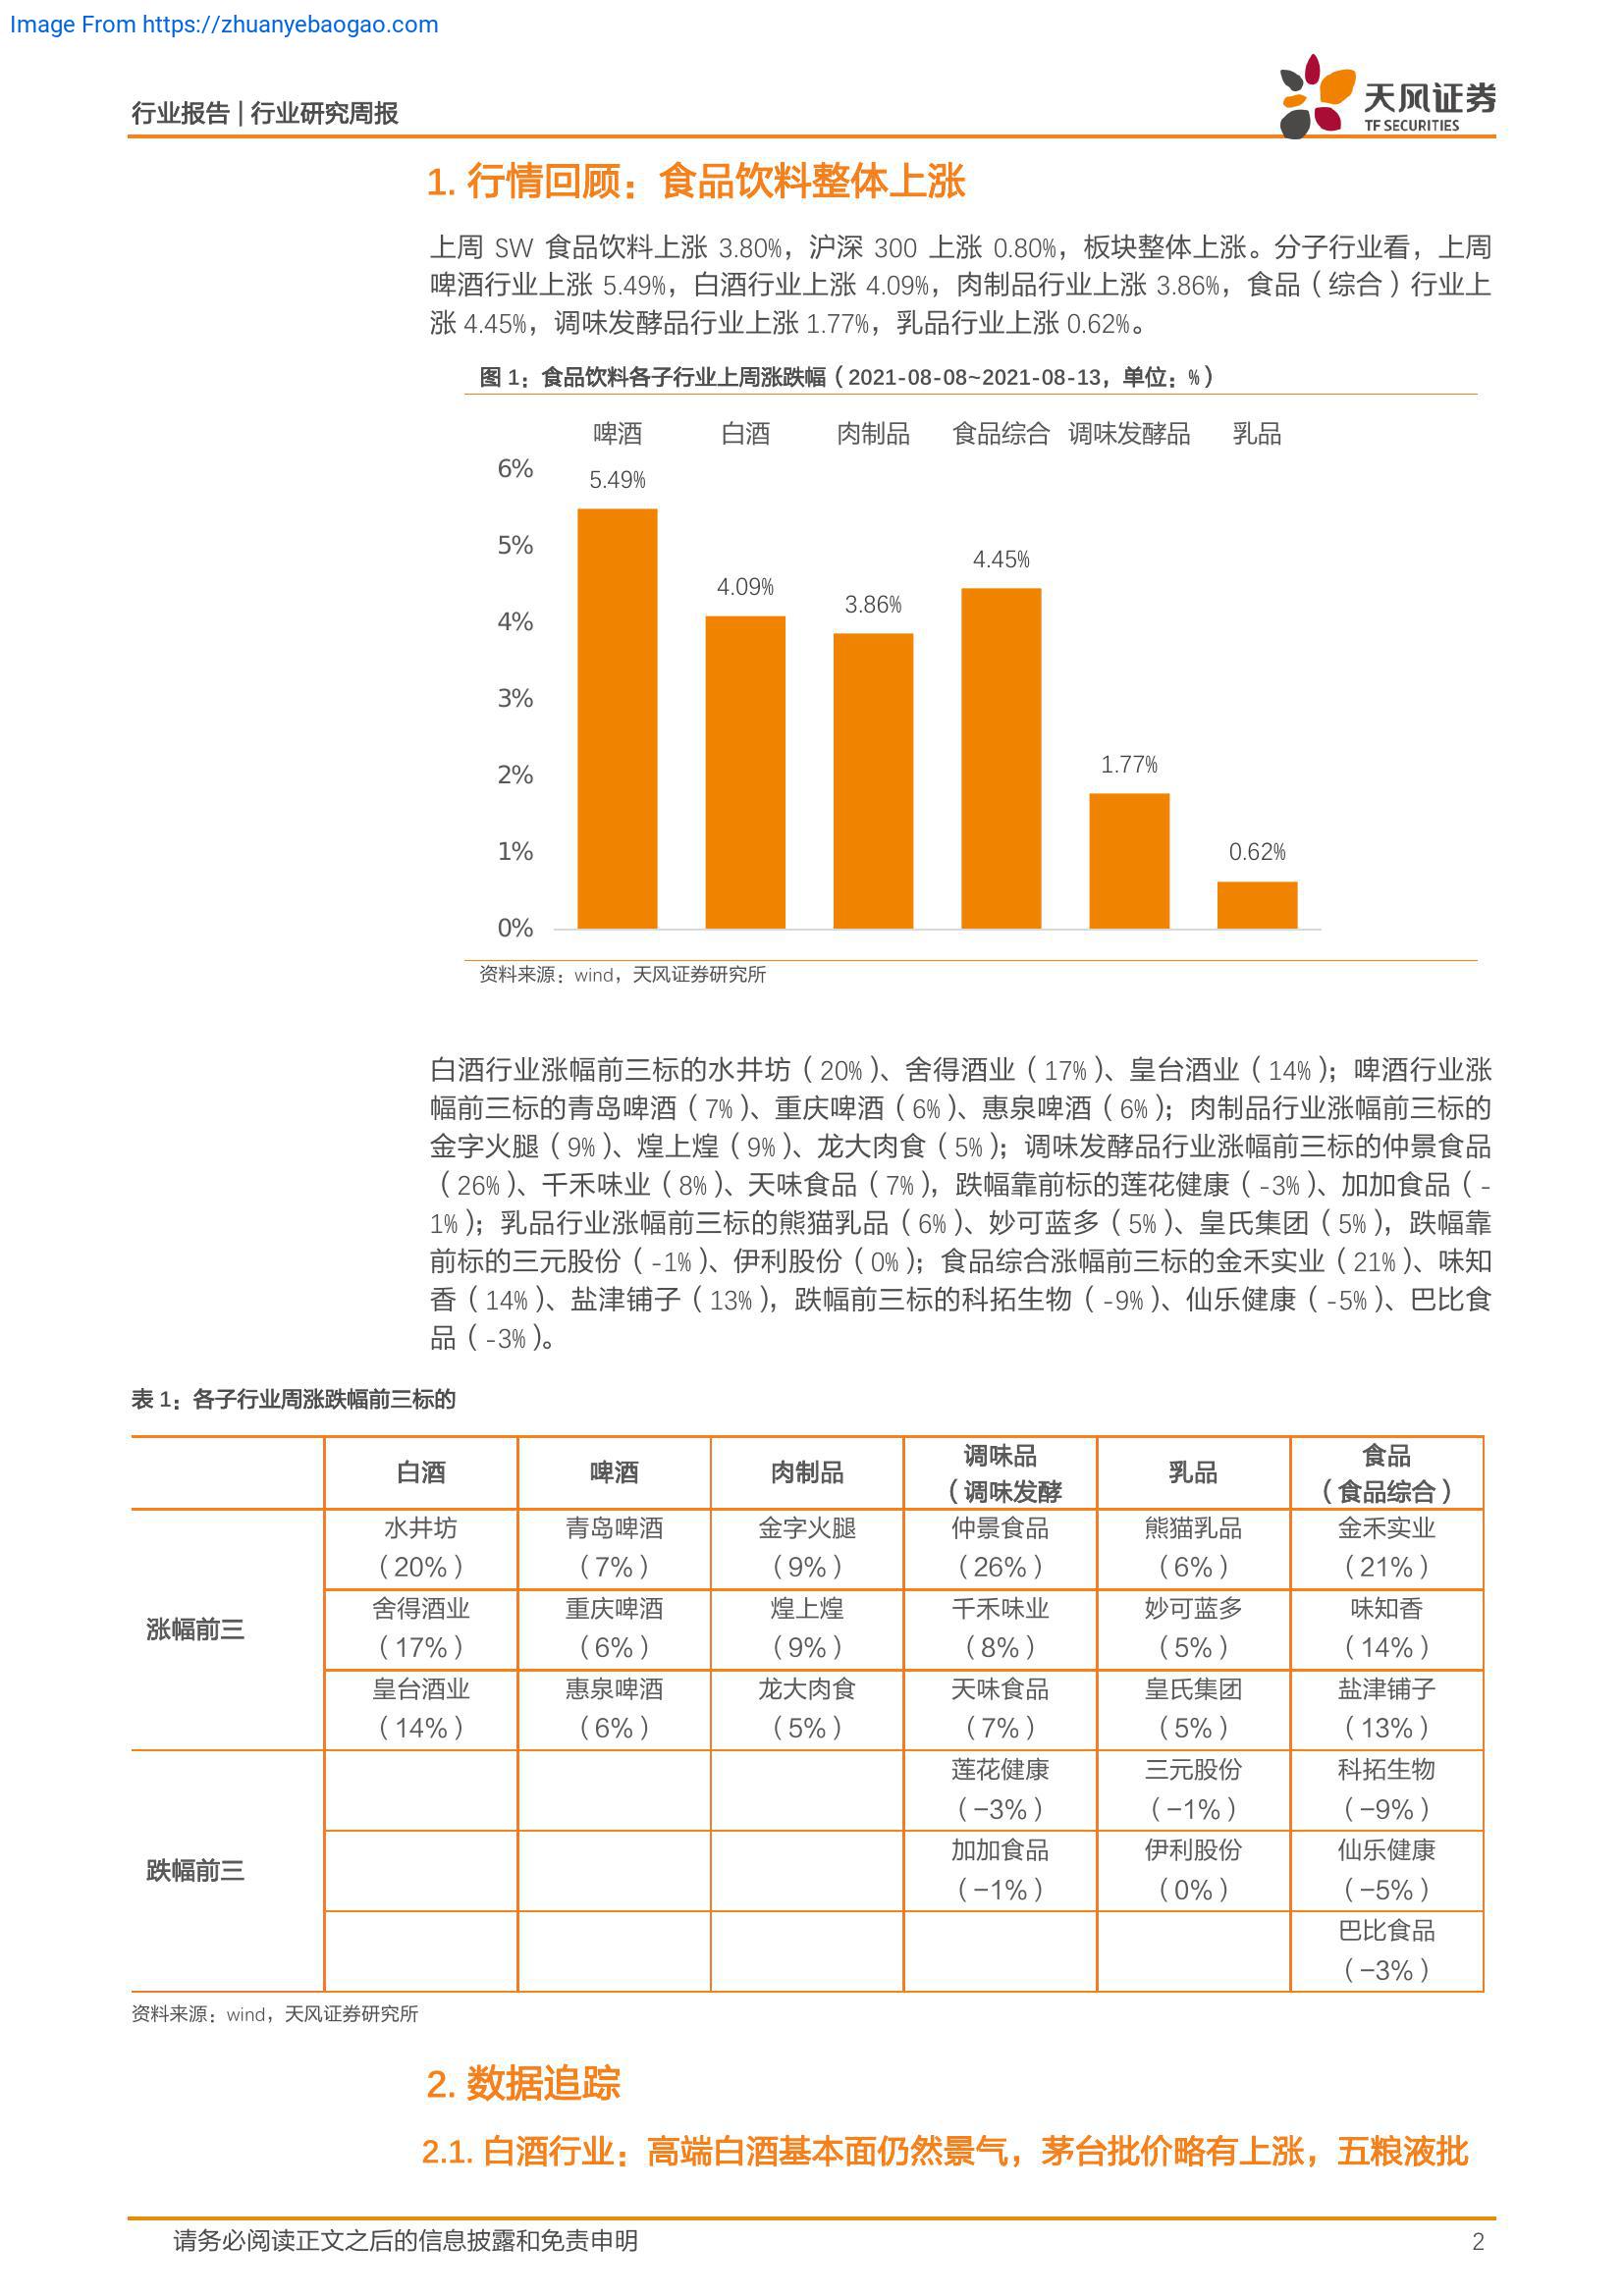 Image From https://zhuanyebaogao.com
行业报告 | 行业研究周报
天风证券
TF SECURITIES
1. 行情回顾：食品饮料整体上涨
上周 SW 食品饮料上涨 3.80%，沪深 300 上涨 0.80%，板块整体上涨。分子行业看，上周
啤酒行业上涨 5.49%，白酒行业上涨 4.09%，肉制品行业上涨 3.86%，食品（综合）行业上
涨 4.45%，调味发酵品行业上涨 1.77%，乳品行业上涨 0.62%。
图 1：食品饮料各子行业上周涨跌幅（2021-08-08~2021-08-13，单位：%）
啤酒 白酒 肉制品 食品综合 调味发酵品 乳品
6%
5.49%
5%
4.45%
4.09%
3.86%
4%
3%
2%
1.77%
1%
0.62%
0%
资料来源：wind，天风证券研究所
白酒行业涨幅前三标的水井坊（20%）、舍得酒业（17%）、皇台酒业（14%）；啤酒行业涨
幅前三标的青岛啤酒（7%）、重庆啤酒（6%）、惠泉啤酒（6%）；肉制品行业涨幅前三标的
金字火腿（9%）、煌上煌（9%）、龙大肉食（5%）；调味发酵品行业涨幅前三标的仲景食品
（26%）、千禾味业（8%）、天味食品（7%），跌幅靠前标的莲花健康（-3%）、加加食品（-
1%）；乳品行业涨幅前三标的熊猫乳品（6%）、妙可蓝多（5%）、皇氏集团（5%），跌幅靠
前标的三元股份（-1%）、伊利股份（0%）；食品综合涨幅前三标的金禾实业（21%）、味知
香（14%）、盐津铺子（13%），跌幅前三标的科拓生物（-9%）、仙乐健康（-5%）、巴比食
品（-3%）。
表 1：各子行业周涨跌幅前三标的
白酒 啤酒 肉制品 调味品 乳品 食品
（调味发酵 （食品综合）
涨幅前三
水井坊 青岛啤酒 金字火腿 仲景食品 熊猫乳品 金禾实业
（20%） （7%） （9%） （26%） （6%） （21%）
舍得酒业 重庆啤酒 煌上煌 千禾味业 妙可蓝多 味知香
（17%） （6%） （9%） （8%） （5%） （14%）
皇台酒业 惠泉啤酒 龙大肉食 天味食品 皇氏集团 盐津铺子
（14%） （6%） （5%） （7%） （5%） （13%）
跌幅前三
莲花健康 三元股份 科拓生物
（-3%） （-1%） （-9%）
加加食品 伊利股份 仙乐健康
（-1%） （0%） （-5%）
巴比食品
（-3%）
资料来源：wind，天风证券研究所
2. 数据追踪
2.1. 白酒行业：高端白酒基本面仍然景气，茅台批价略有上涨，五粮液批
请务必阅读正文之后的信息披露和免责申明 2